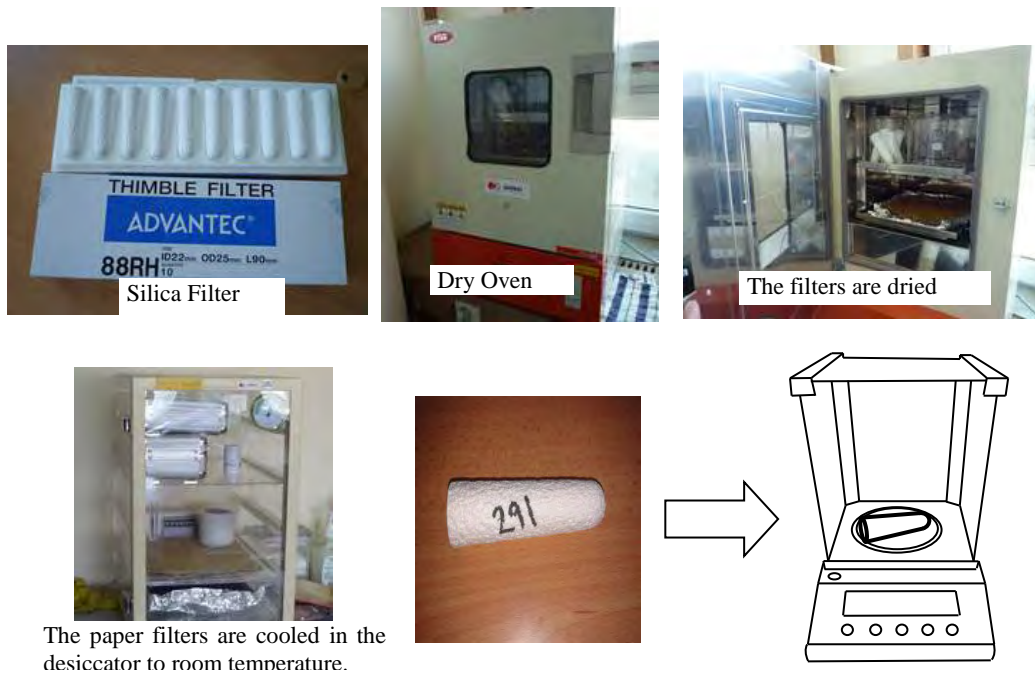 THIMBLE FILTER
ADVANTEC®
88RH ID22mm OD25mm L90mm
10
Silica Filter
Dry Oven
The filters are dried
291
The paper filters are cooled in the
desiccator to room temperature.